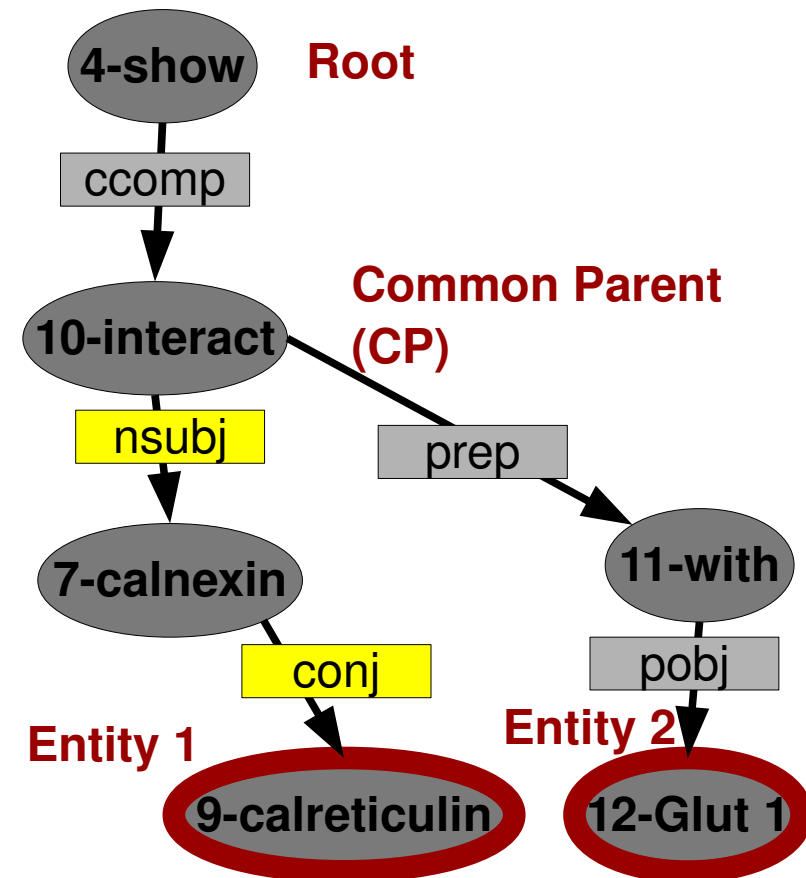 4-show
Root
ccomp
Common Parent
(CP)
10-interact
nsubj
prep
7-calnexin
11-with
conj
pobj
Entity 1
Entity 2
9-calreticulin
12-Glut 1